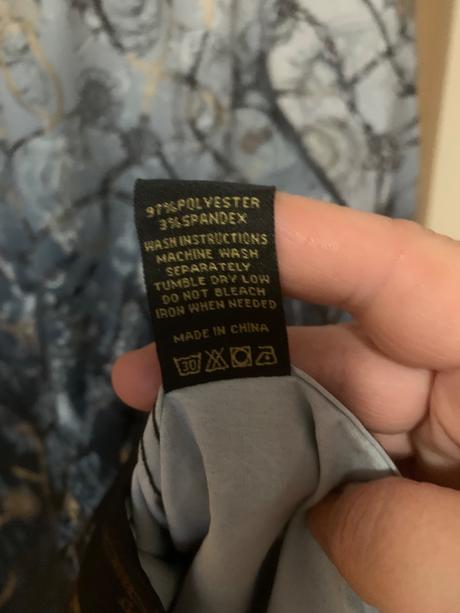 97%POLYESTER
3%SPANDEX
WASH INSTRUCTIONS
MACHINE WASH
SEPARATELY
TUMBLE DRY LOW
DO NOT BLEACH
IRON WHEN NEEDED
MADE IN CHINA
30